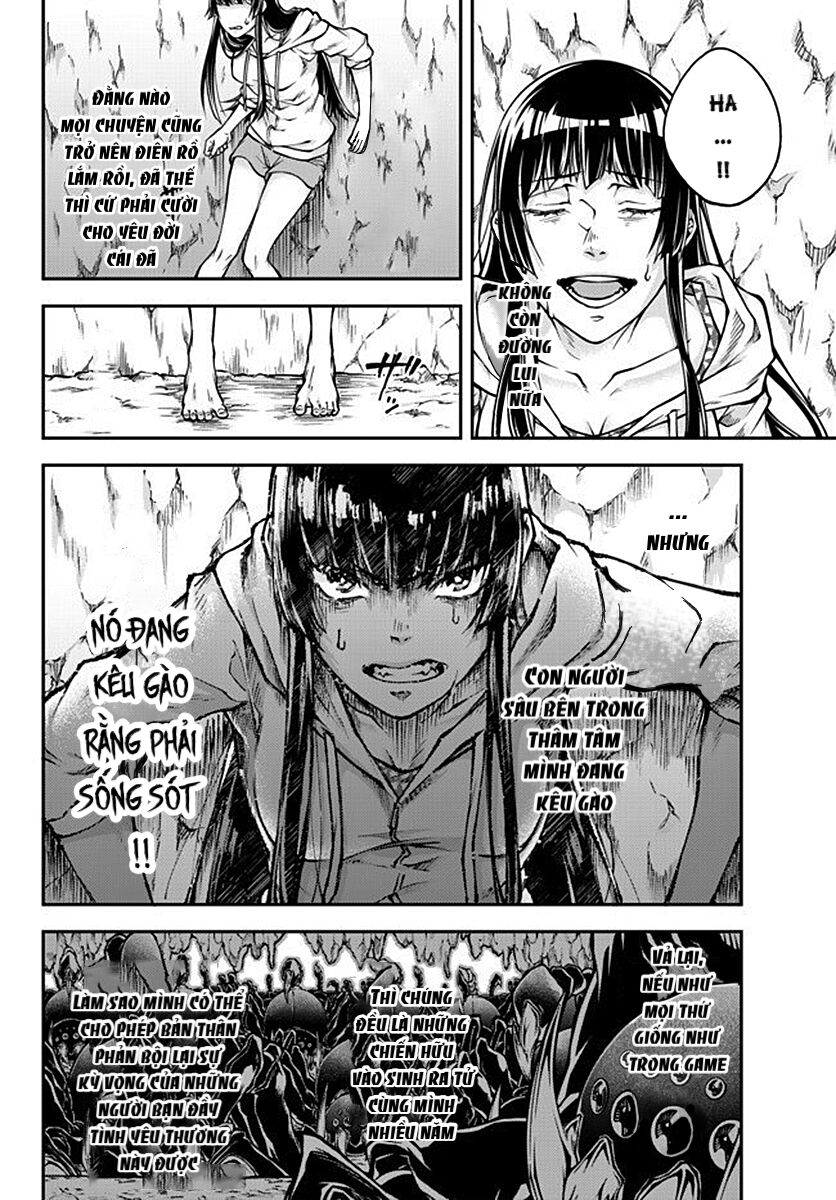 HA
...
!!
KHÔNG
CÒN
ĐƯỜNG
LUI
NỮA
ĐẰNG NÀO
MỌI CHUYỆN CŨNG
TRỞ NÊN ĐIÊN RỒ
LẮM RỒI, ĐÃ THẾ
THÌ CỨ PHẢI CƯỜI
CHO YÊU ĐỜI
CÁI ĐÃ
ザッ
...
NHƯNG
CON NGƯỜI
SÂU BÊN TRONG
THÂM TÂM
MÌNH ĐANG
KÊU GÀO
NÓ ĐANG
KÊU GÀO
RẰNG PHẢI
SỐNG SÓT
!!
VẢ LẠI,
NẾU NHƯ
MỌI THỨ
GIỐNG NHƯ
TRONG GAME
THÌ CHÚNG
ĐỀU LÀ NHỮNG
CHIẾN HỮU
VÀO SINH RA TỬ
CÙNG MÌNH
NHIỀU NĂM
LÀM SAO MÌNH CÓ THỂ
CHO PHÉP BẢN THÂN
PHẢN BỘI LẠI SỰ
KỲ VỌNG CỦA NHỮNG
NGƯỜI BẠN ĐẦY
TÌNH YÊU THƯƠNG
NÀY ĐƯỢC